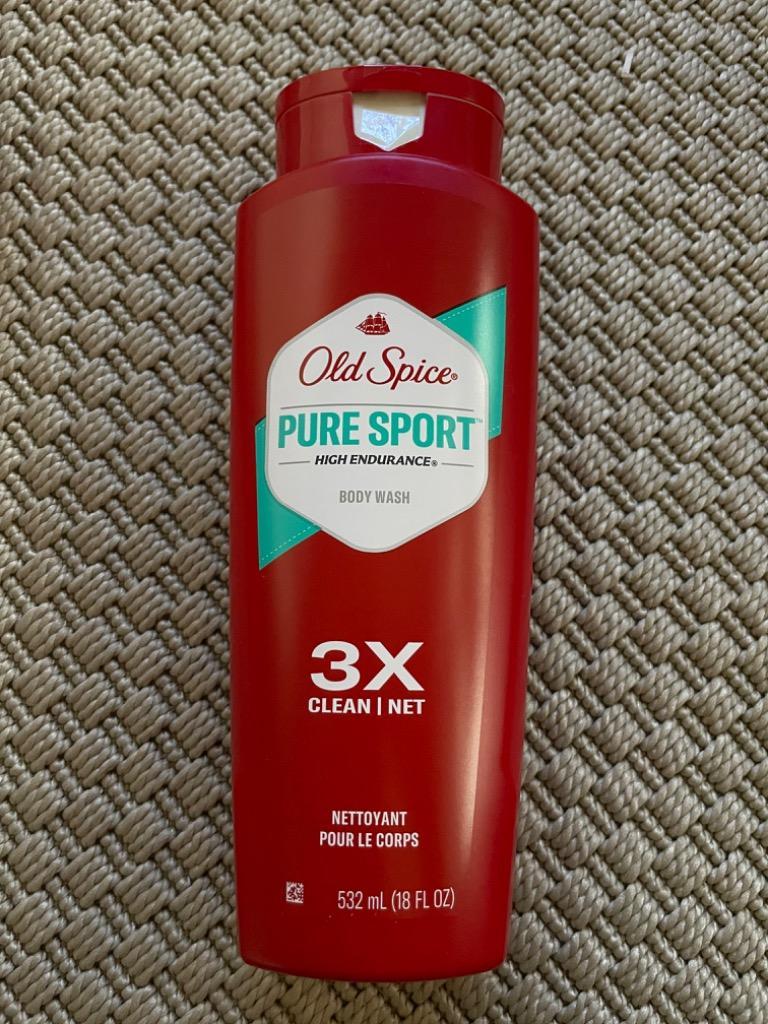 Old Spice®
PURE SPORT™
HIGH ENDURANCE®
BODY WASH
3X
CLEAN | NET
NETTOYANT
POUR LE CORPS
532 mL (18 FL OZ)